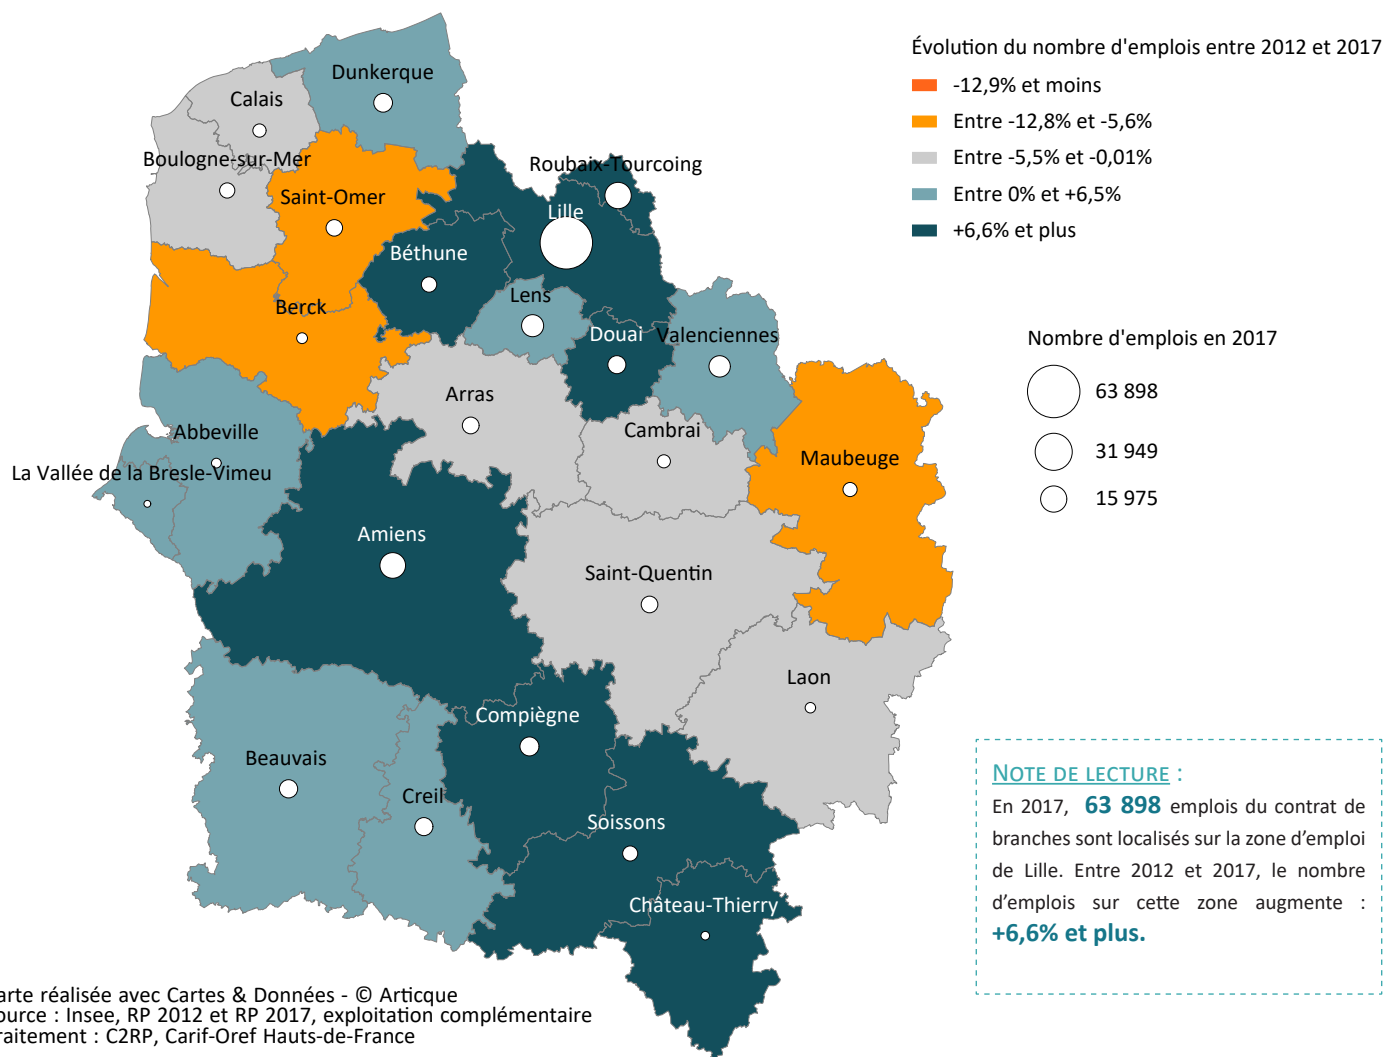 Évolution du nombre d'emplois entre 2012 et 2017
-12,9% et moins
Entre -12,8% et -5,6%
Entre -5,5% et -0,01%
Entre 0% et +6,5%
+6,6% et plus
Dunkerque
Calais
Boulogne-sur-Mer
Roubaix-Tourcoing
Saint-Omer
Lille
Béthune
Lens
Berck
Douai
Valenciennes
Arras
Abbeville
Cambrai
Maubeuge
La Vallée de la Bresle-Vimeu
Amiens
Saint-Quentin
Laon
Compiègne
Beauvais
Creil
Soissons
Château-Thierry
Nombre d'emplois en 2017
63 898
31 949
15 975
NOTE DE LECTURE :
En 2017, 63 898 emplois du contrat de
branches sont localisés sur la zone d’emploi
de Lille. Entre 2012 et 2017, le nombre
d’emplois sur cette zone augmente :
+6,6% et plus.
arte réalisée avec Cartes & Données - © Articque
ource : Insee, RP 2012 et RP 2017, exploitation complémentaire
raitement : C2RP, Carif-Oref Hauts-de-France